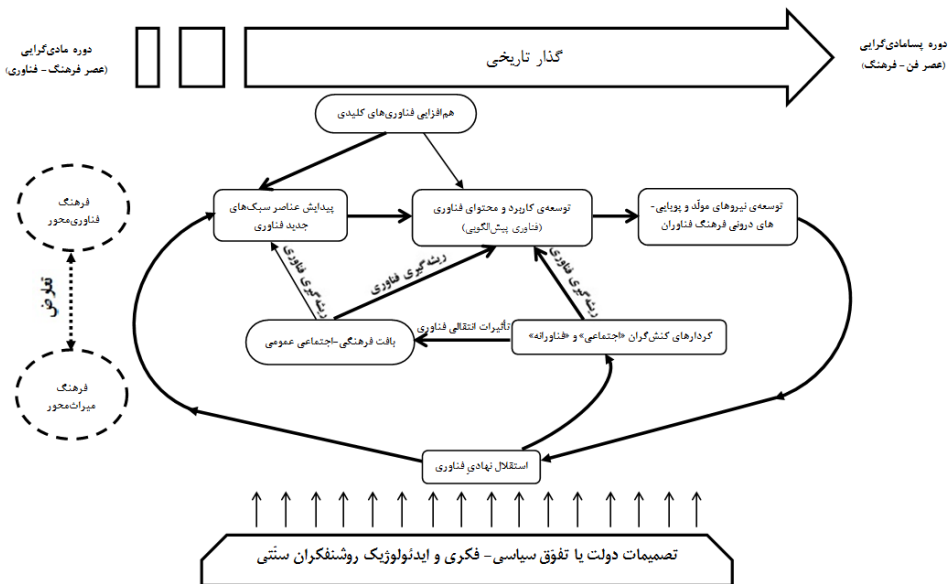 دوره پسامادی‌گرایی
(عصر فن- فرهنگ)
گذار تاریخی
دوره مادی‌گرایی
(عصر فرهنگ- فناوری)
هم‌افزایی فناوری‌های کلیدی
توسعه‌ی نیروهای مولّد و پویایی-
های درونی فرهنگ فناوران
توسعه‌ی کاربرد و محتوای فناوری
(فناوری پیش‌الگویی)
پیدایش عناصر سبک‌های
جدید فناوری
فرهنگ
فناوری‌محور
ریشه‌گیری فناوری
ریشه‌گیری فناوری
ریشه‌گیری فناوری
تعارض
کردارهای کنش‌گران «اجتماعی» و «فناورانه»
تأثیرات انتقالی فناوری
بافت فرهنگی-اجتماعی عمومی
فرهنگ
میراث‌محور
استقلال نهادیِ فناوری
تصمیمات دولت یا تفوّق سیاسی- فکری و ایدئولوژیک روشنفکران سنّتی